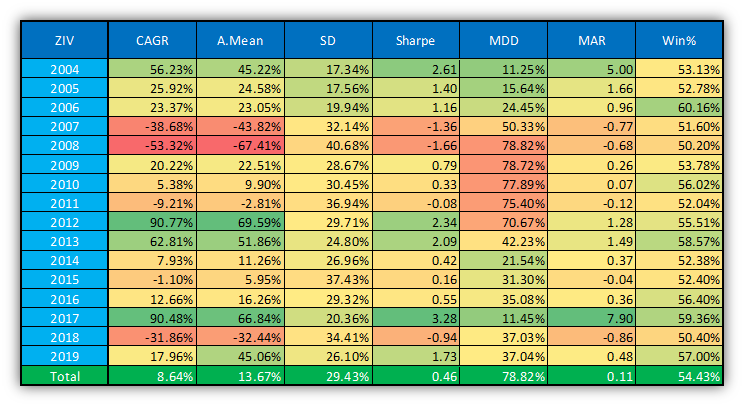 ZIV CAGR A.Mean SD Sharpe MDD MAR Win%
2004 56.23% 45.22% 17.34% 2.61 11.25% 5.00 53.13%
2005 25.92% 24.58% 17.56% 1.40 15.64% 1.66 52.78%
2006 23.37% 23.05% 19.94% 1.16 24.45% 0.96 60.16%
2007 -38.68% -43.82% 32.14% -1.36 50.33% -0.77 51.60%
2008 -53.32% -67.41% 40.68% -1.66 78.82% -0.68 50.20%
2009 20.22% 22.51% 28.67% 0.79 78.72% 0.26 53.78%
2010 5.38% 9.90% 30.45% 0.33 77.89% 0.07 56.02%
2011 -9.21% -2.81% 36.94% -0.08 75.40% -0.12 52.04%
2012 90.77% 69.59% 29.71% 2.34 70.67% 1.28 55.51%
2013 62.81% 51.86% 24.80% 2.09 42.23% 1.49 58.57%
2014 7.93% 11.26% 26.96% 0.42 21.54% 0.37 52.38%
2015 -1.10% 5.95% 37.43% 0.16 31.30% -0.04 52.40%
2016 12.66% 16.26% 29.32% 0.55 35.08% 0.36 56.40%
2017 90.48% 66.84% 20.36% 3.28 11.45% 7.90 59.36%
2018 -31.86% -32.44% 34.41% -0.94 37.03% -0.86 50.40%
2019 17.96% 45.06% 26.10% 1.73 37.04% 0.48 57.00%
Total 8.64% 13.67% 29.43% 0.46 78.82% 0.11 54.43%